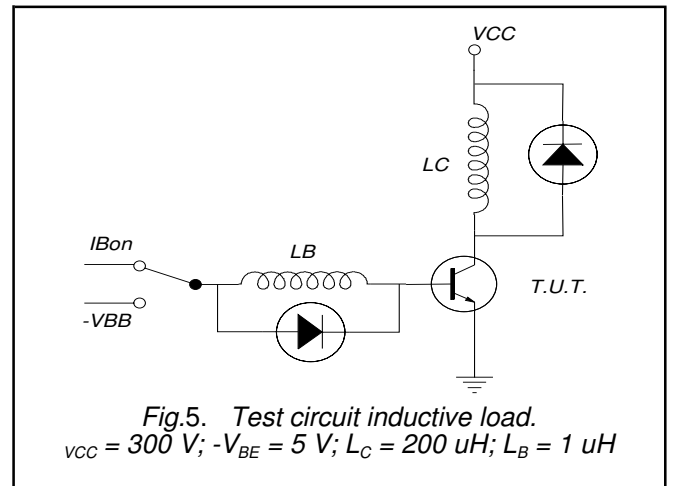 VCC
LC
IBon
LB
T.U.T.
-VBB
Fig.5. Test circuit inductive load.
VCC = 300 V; -VBE = 5 V; LC = 200 uH; LB = 1 uH